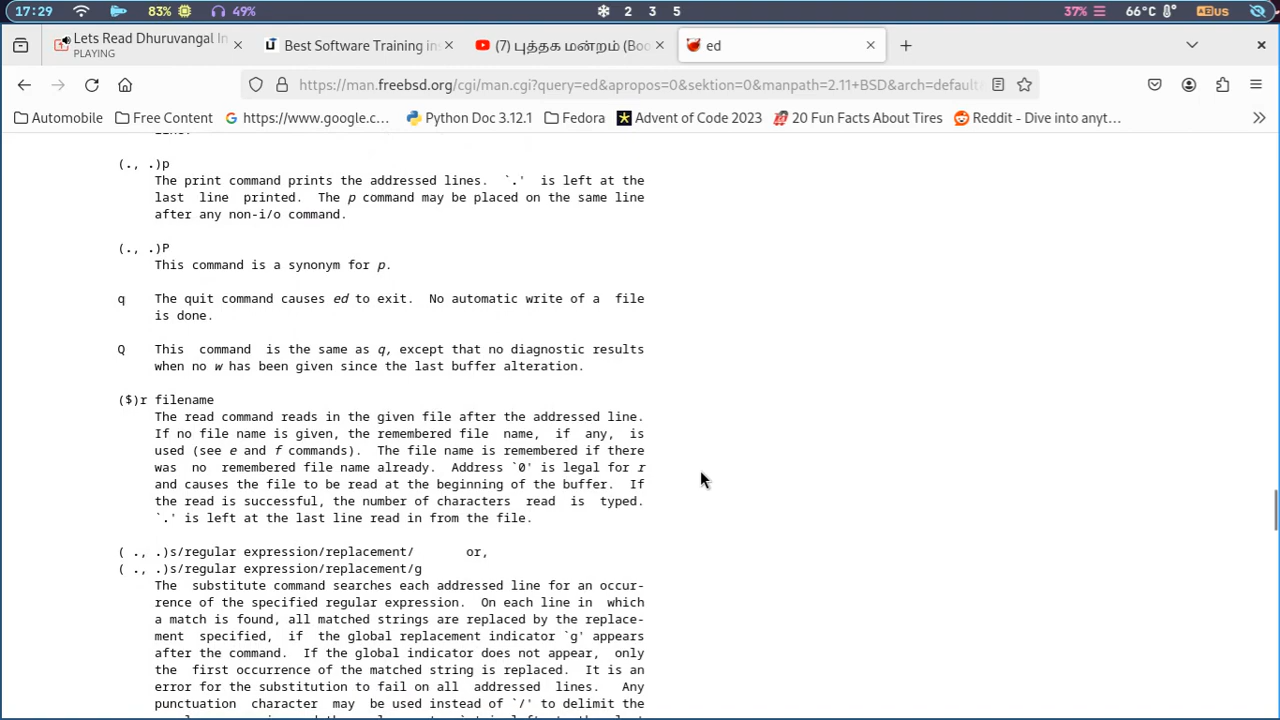 17:29 83% 49% 2 3 5 37% 66°C US
Lets Read Dhuruvangal In
PLAYING
Best Software Training in
(7) புத்தக மன்றம் (Boo
ed
https://man.freebsd.org/cgi/man.cgi?query=ed&apropos=0&sektion=0&manpath=2.11+BSD&arch=default
Automobile Free Content https://www.google.c... Python Doc 3.12.1 Fedora Advent of Code 2023 20 Fun Facts About Tires Reddit - Dive into anyt...
(., .)p
The print command prints the addressed lines. `.' is left at the
last line printed. The p command may be placed on the same line
after any non-i/o command.
(., .)P
This command is a synonym for p.
q The quit command causes ed to exit. No automatic write of a file
is done.
Q This command is the same as q, except that no diagnostic results
when no w has been given since the last buffer alteration.
($)r filename
The read command reads in the given file after the addressed line.
If no file name is given, the remembered file name, if any, is
used (see e and f commands). The file name is remembered if there
was no remembered file name already. Address `0' is legal for r
and causes the file to be read at the beginning of the buffer. If
the read is successful, the number of characters read is typed.
`.' is left at the last line read in from the file.
( ., .)s/regular expression/replacement/ or,
( ., .)s/regular expression/replacement/g
The substitute command searches each addressed line for an occur-
rence of the specified regular expression. On each line in which
a match is found, all matched strings are replaced by the replace-
ment specified, if the global replacement indicator `g' appears
after the command. If the global indicator does not appear, only
the first occurrence of the matched string is replaced. It is an
error for the substitution to fail on all addressed lines. Any
punctuation character may be used instead of `/' to delimit the